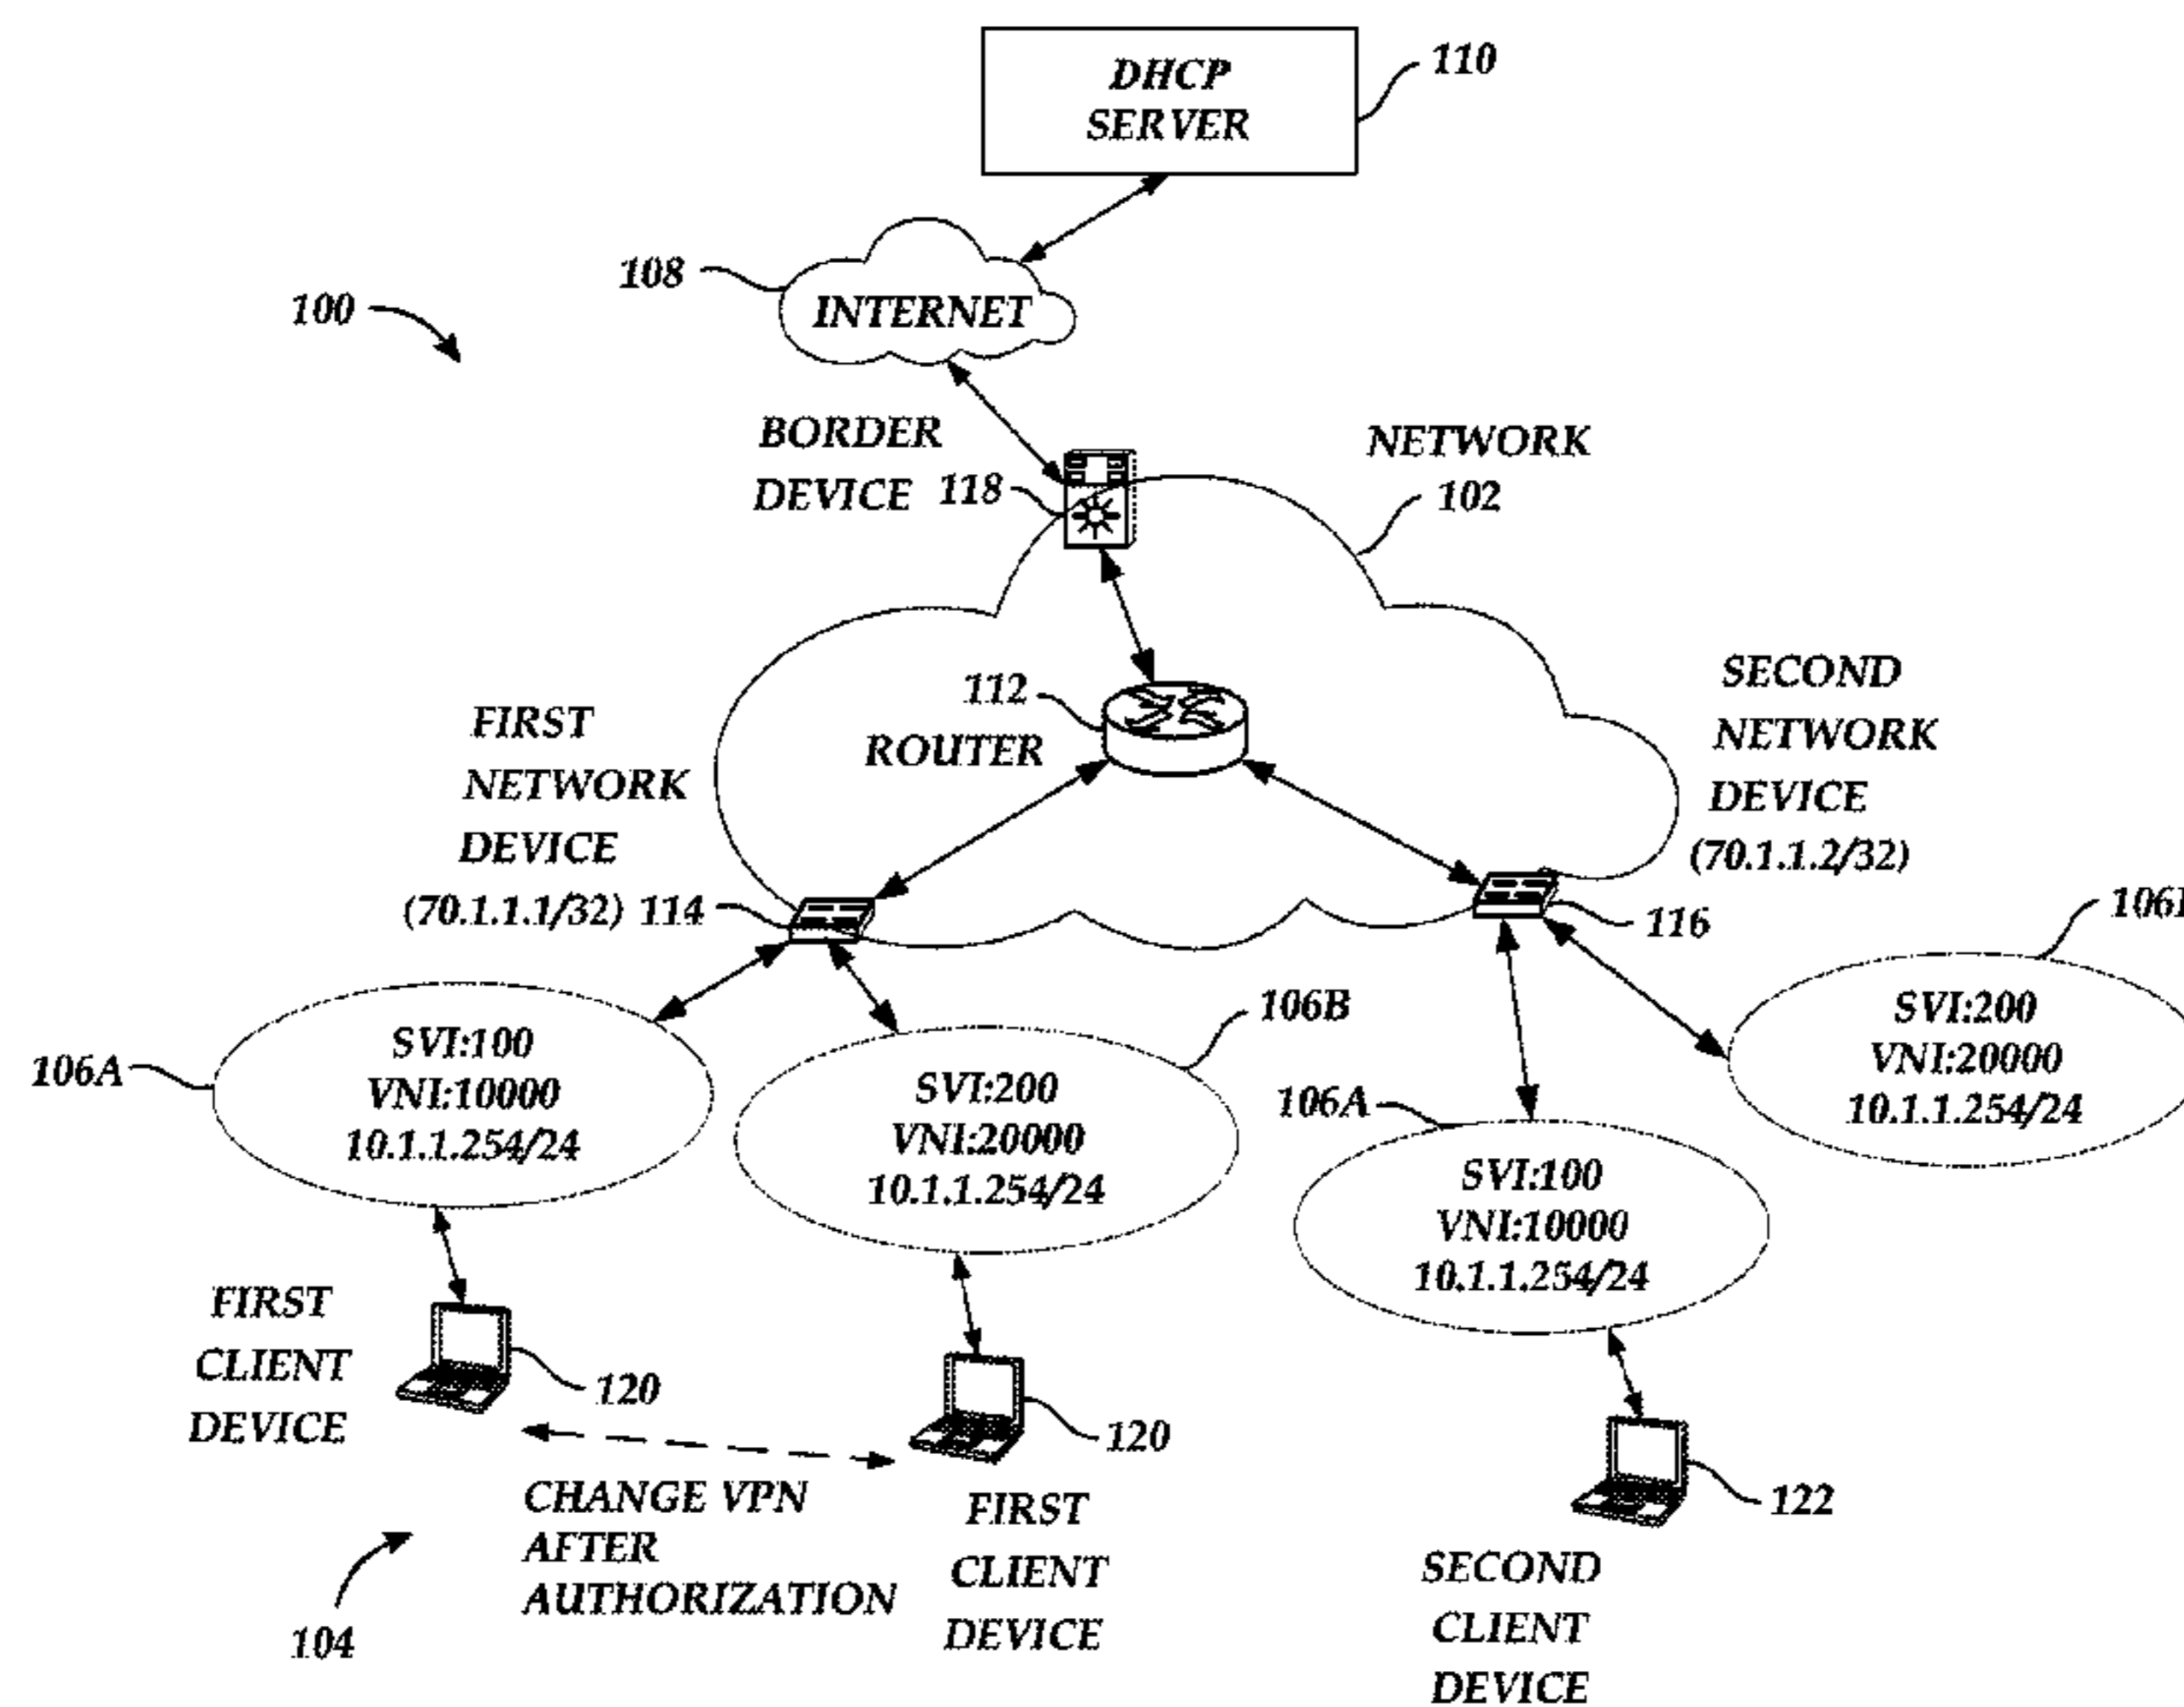 DHCP
SERVER
110
108
INTERNET
100
BORDER
DEVICE 118
NETWORK
102
112
ROUTER
FIRST
NETWORK
DEVICE
(70.1.1.1/32) 114
SECOND
NETWORK
DEVICE
(70.1.1.2/32)
116
106A
SVI:100
VNI:10000
10.1.1.254/24
106B
SVI:200
VNI:20000
10.1.1.254/24
106A
SVI:100
VNI:10000
10.1.1.254/24
SVI:200
VNI:20000
10.1.1.254/24
FIRST
CLIENT
DEVICE
120
CHANGE VPN
AFTER
AUTHORIZATION
120
FIRST
CLIENT
DEVICE
122
SECOND
CLIENT
DEVICE
104